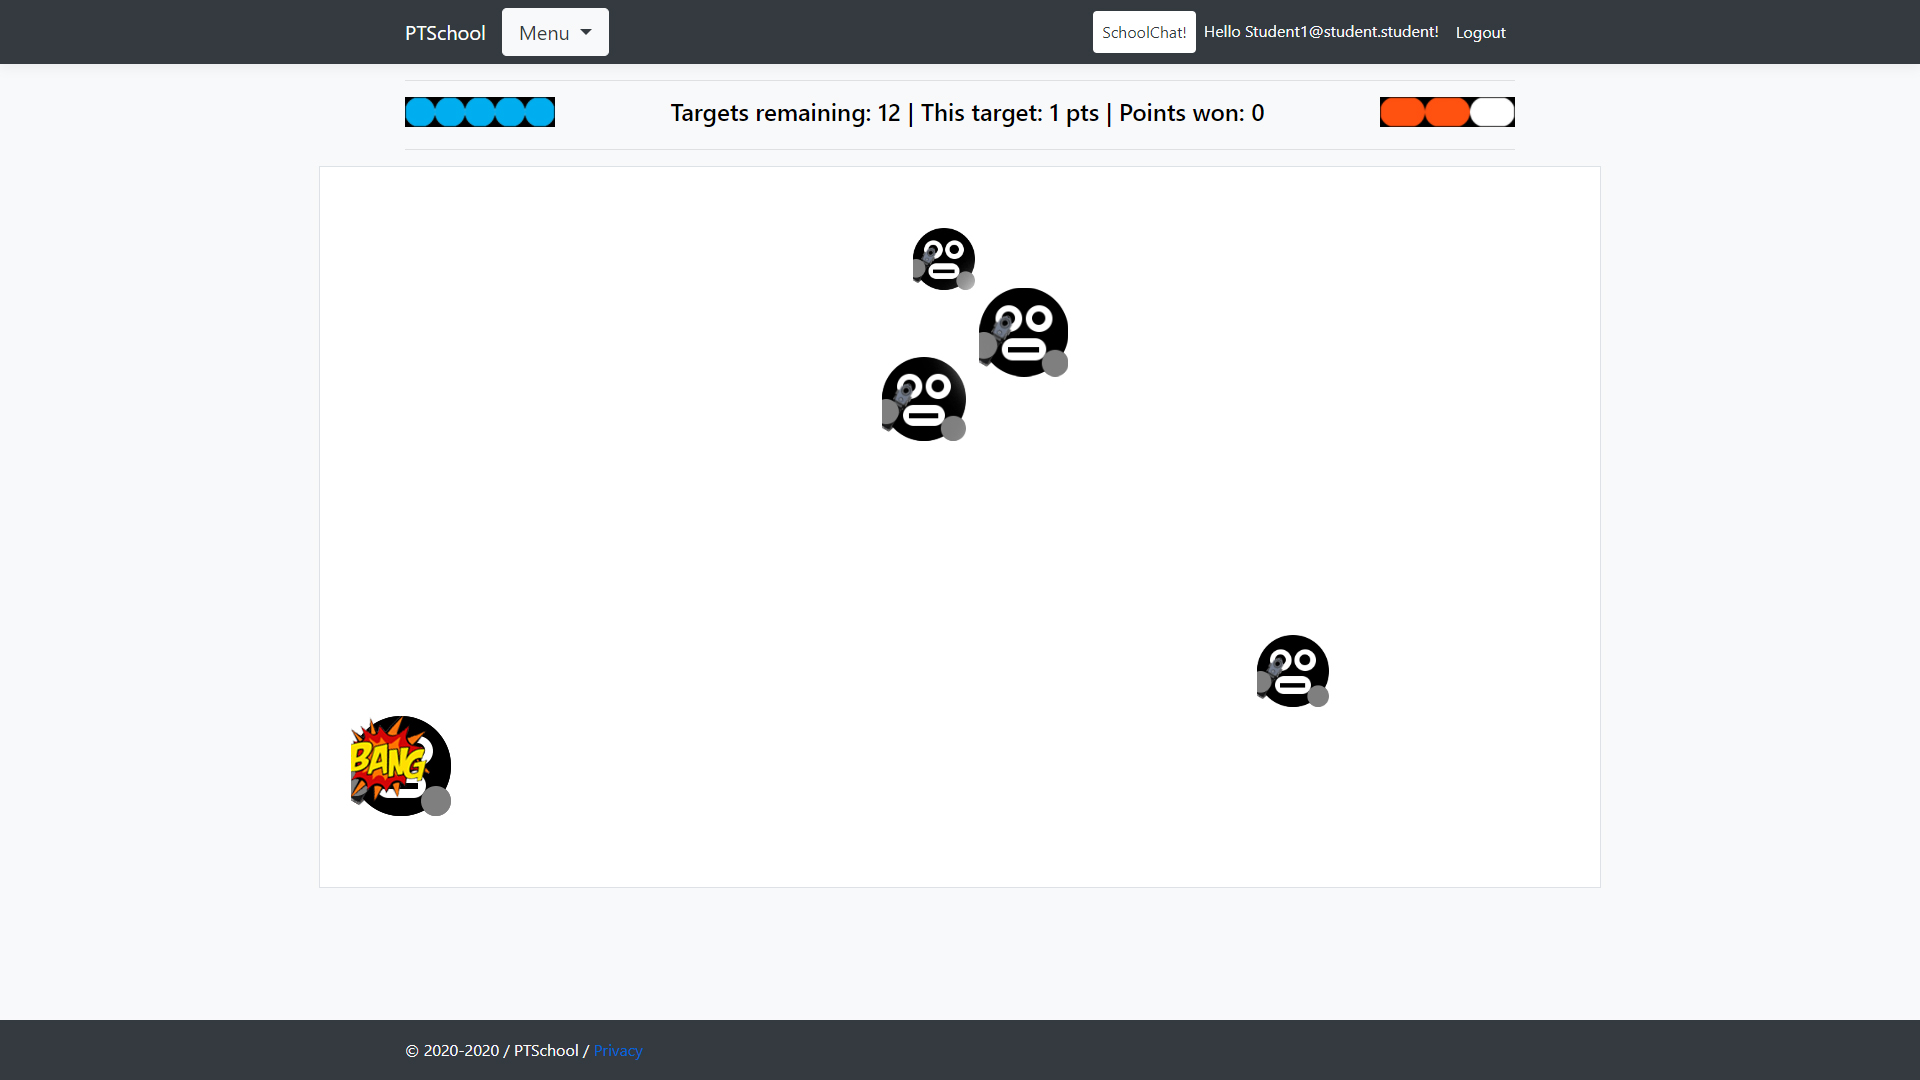 PTSchool Menu SchoolChat! Hello Student1@student.student! Logout
Targets remaining: 12 | This target: 1 pts | Points won: 0
BANG
© 2020-2020 / PTSchool / Privacy